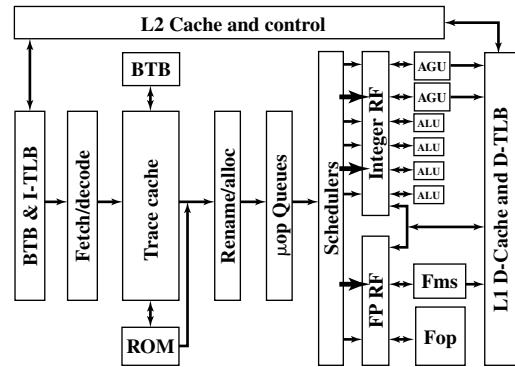 L2 Cache and control
BTB
BTB & I-TLB
Fetch/decode
Trace cache
ROM
Rename/alloc
µop Queues
Schedulers
Integer RF
FP RF
AGU
AGU
ALU
ALU
ALU
ALU
Fms
Fop
L1 D-Cache and D-TLB